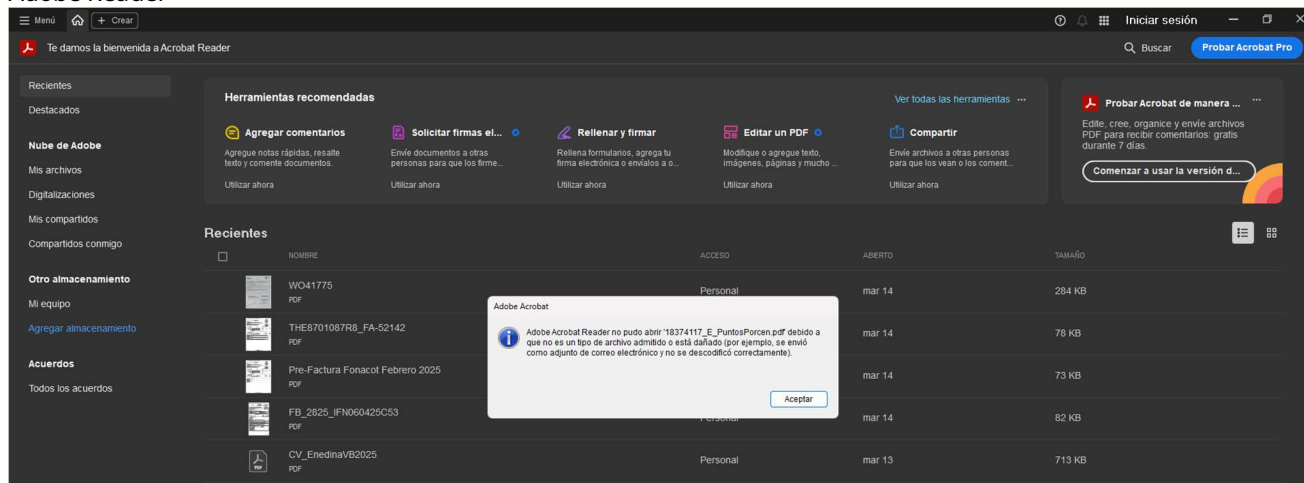 Menú
+ Crear
Iniciar sesión
Te damos la bienvenida a Acrobat Reader
Buscar
Probar Acrobat Pro
Recientes
Destacados
Nube de Adobe
Mis archivos
Digitalizaciones
Mis compartidos
Compartidos conmigo
Otro almacenamiento
Mi equipo
Agregar almacenamiento
Acuerdos
Todos los acuerdos
Herramientas recomendadas
Ver todas las herramientas ...
Agregar comentarios
Agregue notas rápidas, resalte
texto y comente documentos.
Utilizar ahora
Solicitar firmas el...
Envíe documentos a otras
personas para que los firme...
Utilizar ahora
Rellenar y firmar
Rellena formularios, agrega tu
firma electrónica o envíalos a o...
Utilizar ahora
Editar un PDF
Modifique o agregue texto,
imágenes, páginas y mucho ...
Utilizar ahora
Compartir
Envíe archivos a otras personas
para que los vean o los coment...
Utilizar ahora
Probar Acrobat de manera ... ...
Edite, cree, organice y envíe archivos
PDF para recibir comentarios: gratis
durante 7 días.
Comenzar a usar la versión d...
Recientes
NOMBRE ACCESO ABIERTO TAMAÑO
WO41775
PDF
Personal mar 14 284 KB
THE8701087R8_FA-52142
PDF
mar 14 78 KB
Pre-Factura Fonacot Febrero 2025
PDF
mar 14 73 KB
FB_2825_IFN060425C53
PDF
mar 14 82 KB
CV_EnedinaVB2025
PDF
Personal mar 13 713 KB
Adobe Acrobat
Adobe Acrobat Reader no pudo abrir '18374117_E_PuntosPorcen.pdf' debido a
que no es un tipo de archivo admitido o está dañado (por ejemplo, se envió
como adjunto de correo electrónico y no se descodificó correctamente).
Aceptar